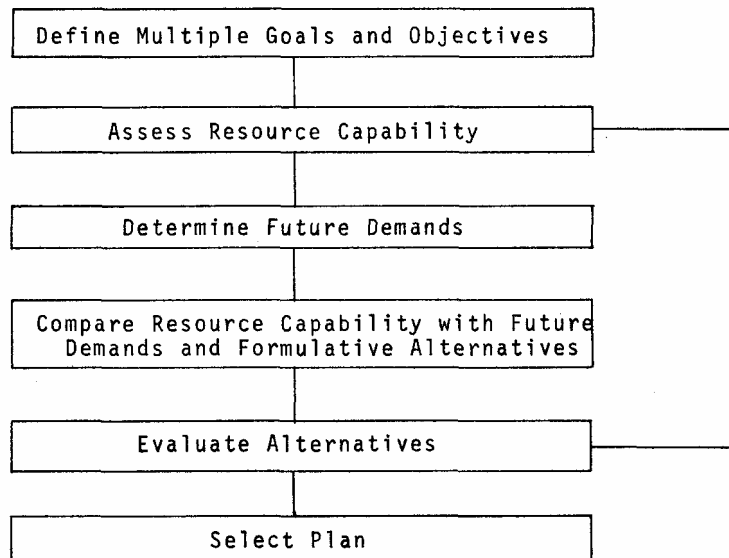 Define Multiple Goals and Objectives
Assess Resource Capability
Determine Future Demands
Compare Resource Capability with Future
Demands and Formulative Alternatives
Evaluate Alternatives
Select Plan